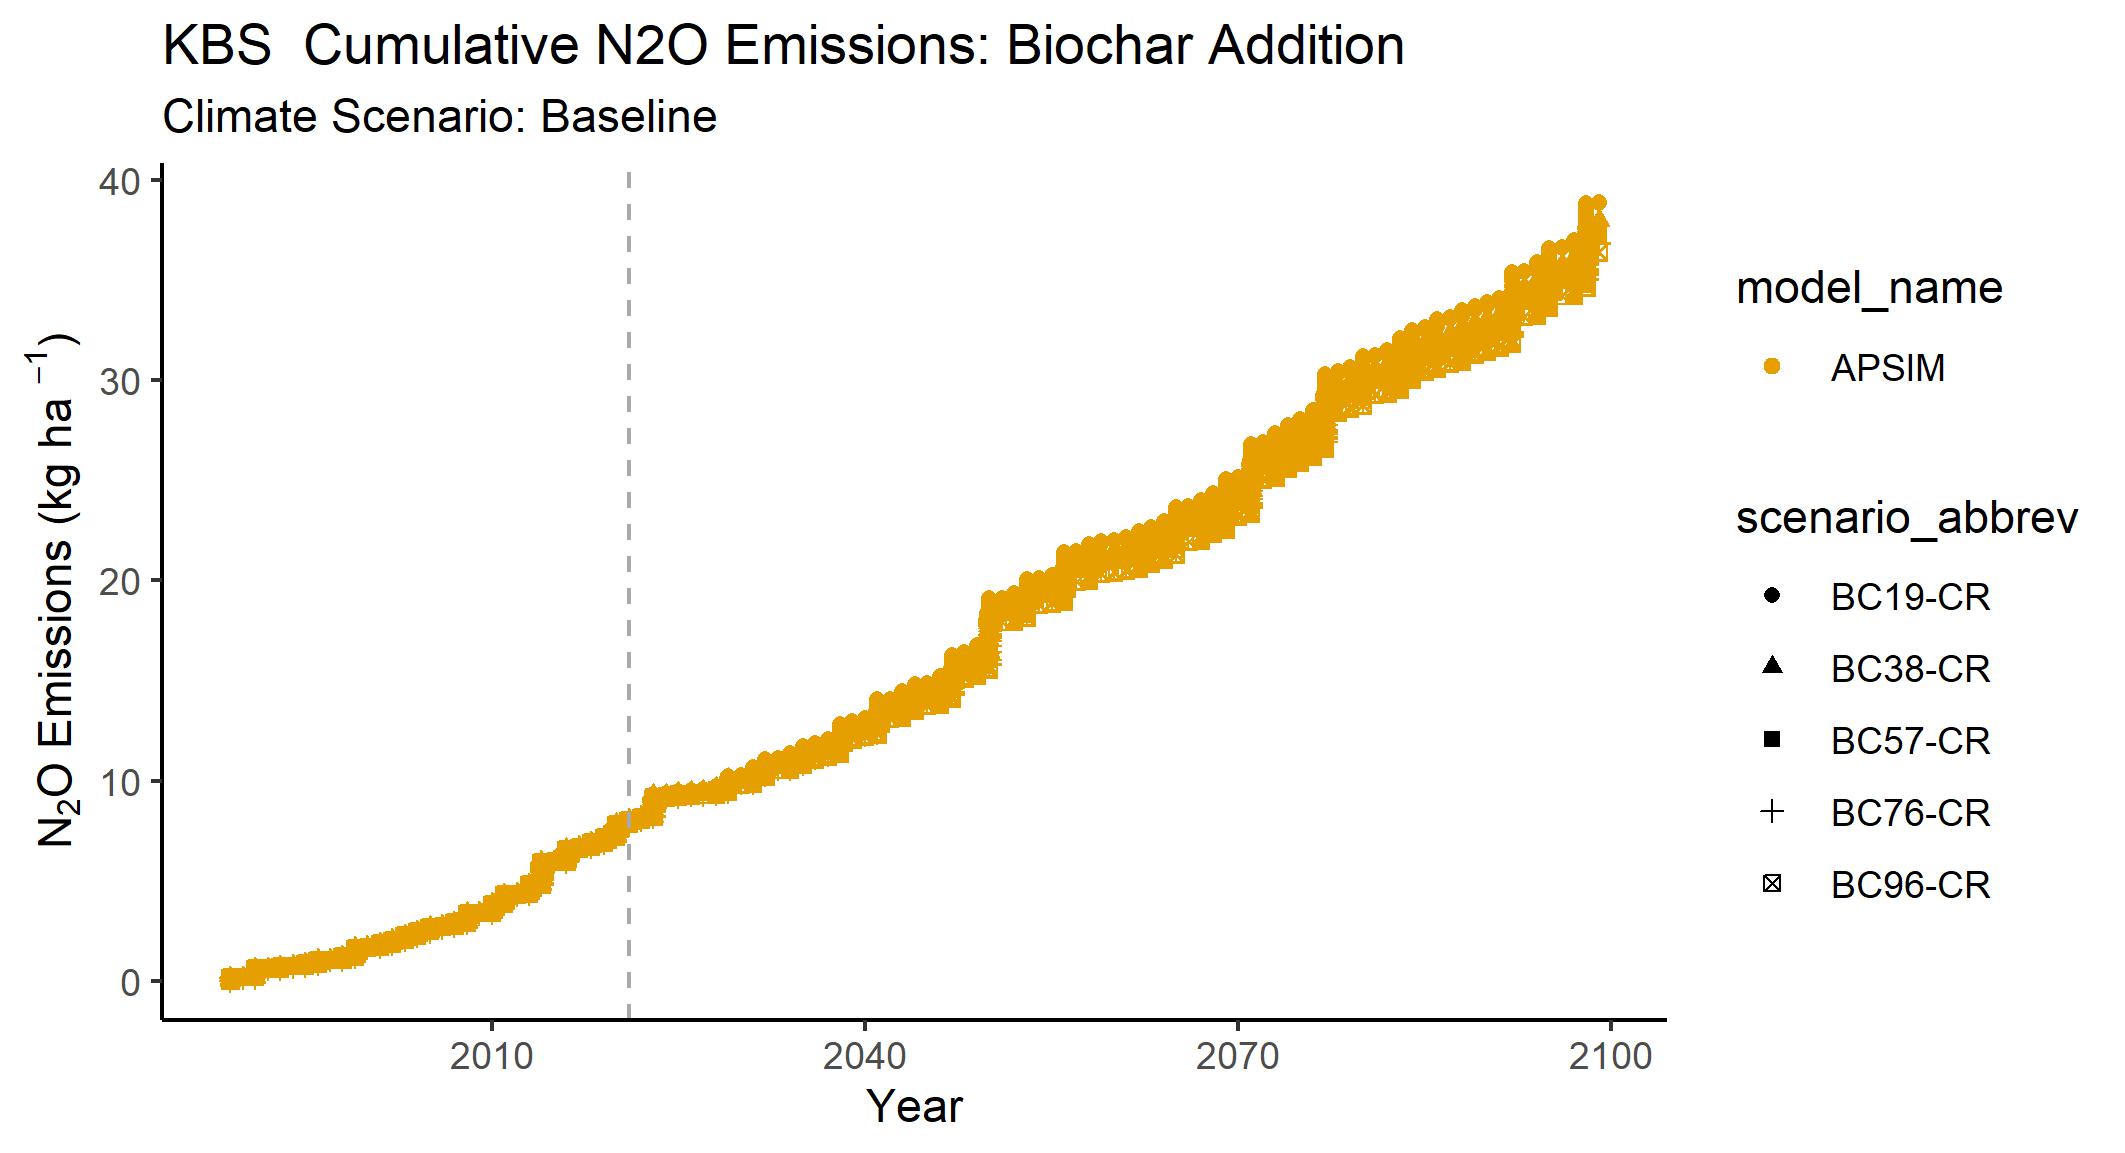 KBS  Cumulative N2O Emissions: Biochar Addition
Climate Scenario: Baseline
N₂O Emissions (kg ha ⁻¹)
40
30
20
10
0
2010 2040 2070 2100
Year
model_name
APSIM
scenario_abbrev
BC19-CR
BC38-CR
BC57-CR
BC76-CR
BC96-CR